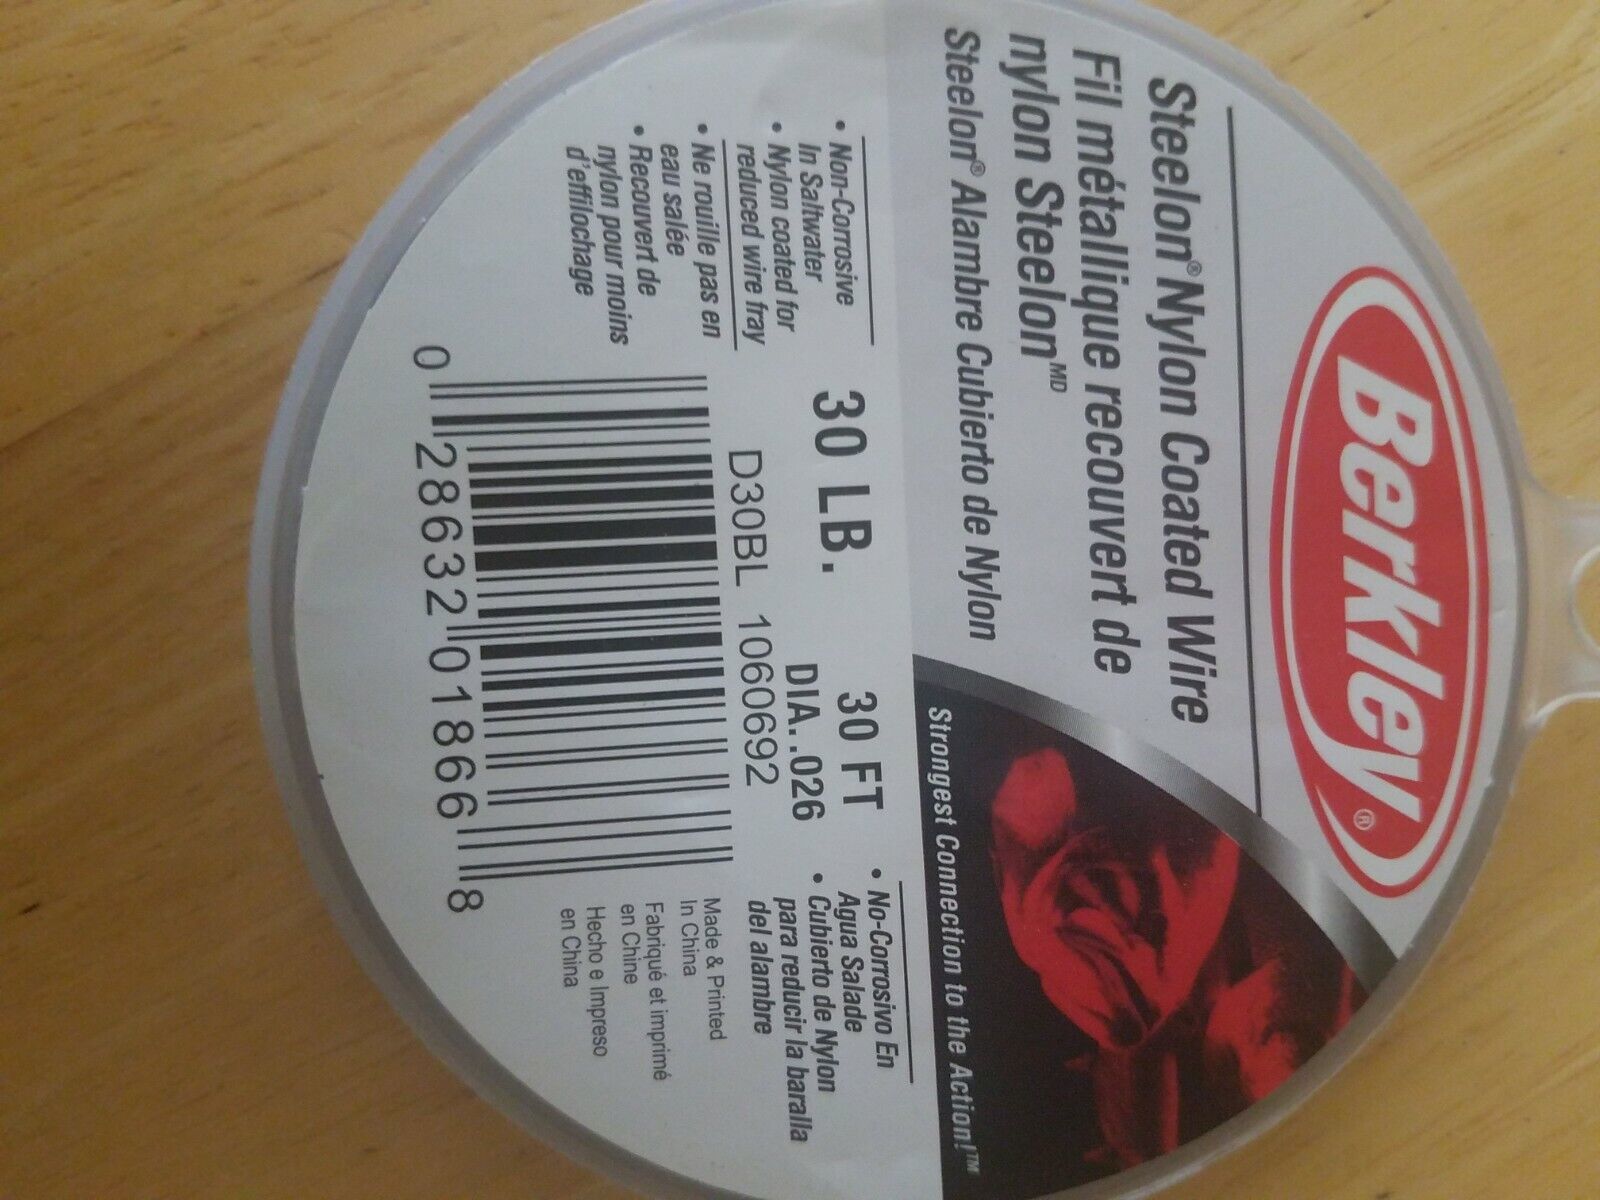 Berkley®
Steelon® Nylon Coated Wire
Fil métallique recouvert de
nylon Steelon MD
Steelon® Alambre Cubierto de Nylon
Strongest Connection to the Action!™
• Non-Corrosive
In Saltwater
• Nylon coated for
reduced wire fray
• Ne rouille pas en
eau salée
• Recouvert de
nylon pour moins
d'effilochage
30 LB.
30 FT
DIA. .026
D30BL 1060692
0 28632 01866 8
• No-Corrosivo En
Agua Salade
• Cubierto de Nylon
para reducir la baralla
del alambre
Made & Printed
In China
Fabriqué et imprimé
en Chine
Hecho e Impreso
en China